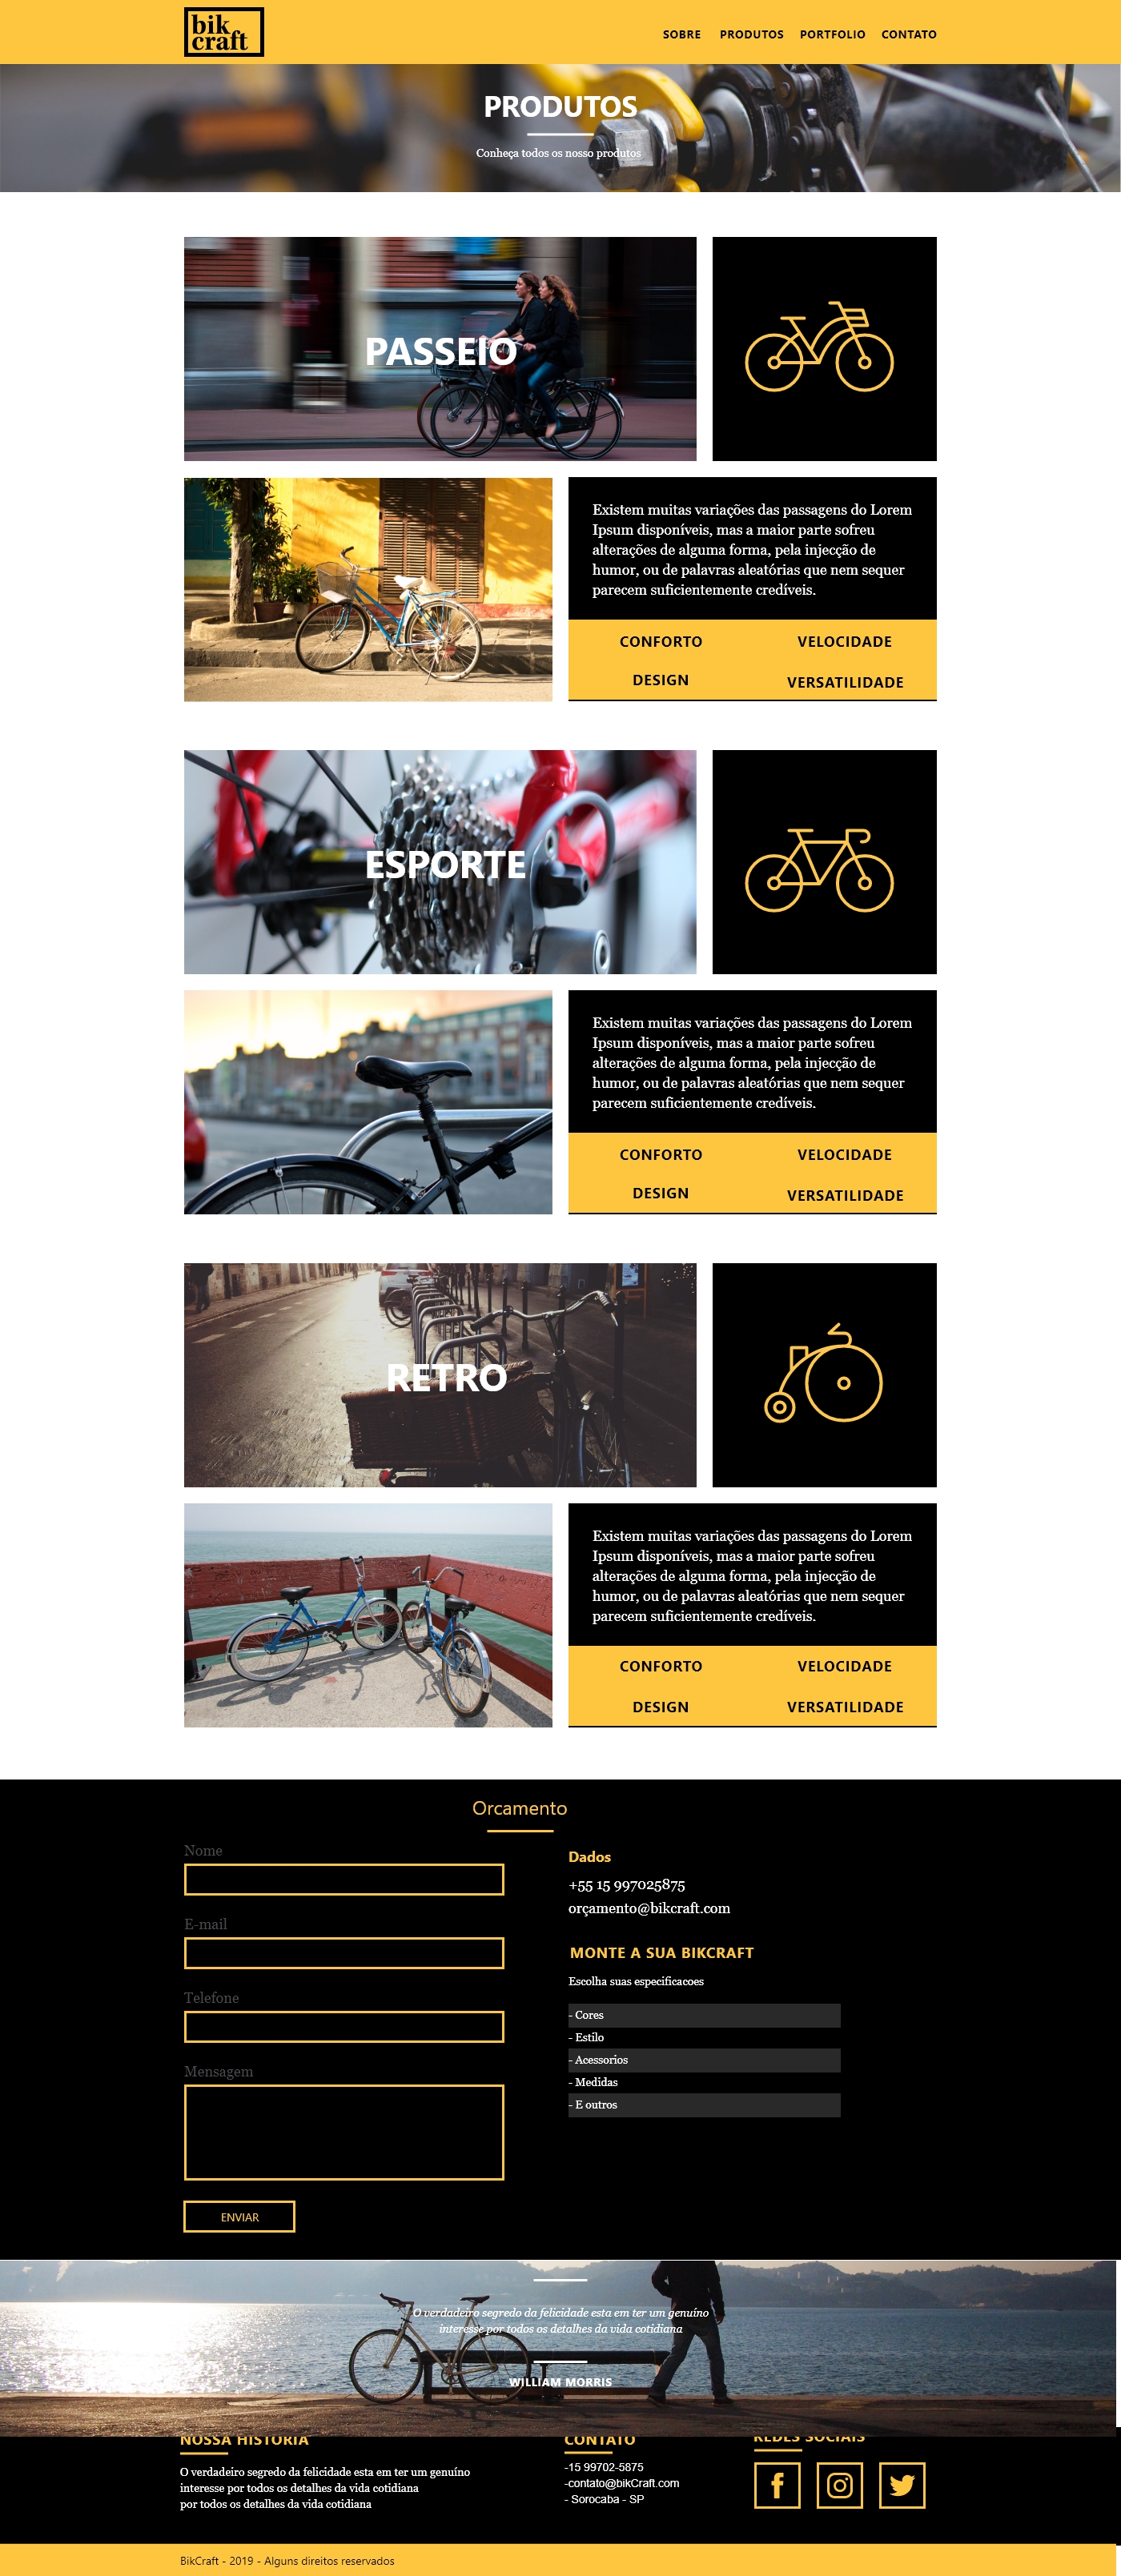 bik
craft
SOBRE PRODUTOS PORTFOLIO CONTATO
PRODUTOS
Conheça todos os nosso produtos
PASSEIO
Existem muitas variações das passagens do Lorem
Ipsum disponíveis, mas a maior parte sofreu
alterações de alguma forma, pela injecção de
humor, ou de palavras aleatórias que nem sequer
parecem suficientemente credíveis.
CONFORTO VELOCIDADE
DESIGN VERSATILIDADE
ESPORTE
Existem muitas variações das passagens do Lorem
Ipsum disponíveis, mas a maior parte sofreu
alterações de alguma forma, pela injecção de
humor, ou de palavras aleatórias que nem sequer
parecem suficientemente credíveis.
CONFORTO VELOCIDADE
DESIGN VERSATILIDADE
RETRO
Existem muitas variações das passagens do Lorem
Ipsum disponíveis, mas a maior parte sofreu
alterações de alguma forma, pela injecção de
humor, ou de palavras aleatórias que nem sequer
parecem suficientemente credíveis.
CONFORTO VELOCIDADE
DESIGN VERSATILIDADE
Orcamento
Nome
E-mail
Telefone
Mensagem
ENVIAR
Dados
+55 15 997025875
orçamento@bikcraft.com
MONTE A SUA BIKCRAFT
Escolha suas especificacoes
- Cores
- Estilo
- Acessorios
- Medidas
- E outros
O verdadeiro segredo da felicidade esta em ter um genuíno
interesse por todos os detalhes da vida cotidiana
WILLIAM MORRIS
NOSSA HISTORIA
O verdadeiro segredo da felicidade esta em ter um genuíno
interesse por todos os detalhes da vida cotidiana
por todos os detalhes da vida cotidiana
CONTATO
-15 99702-5875
-contato@bikCraft.com
- Sorocaba - SP
REDES SOCIAIS
BikCraft - 2019 - Alguns direitos reservados